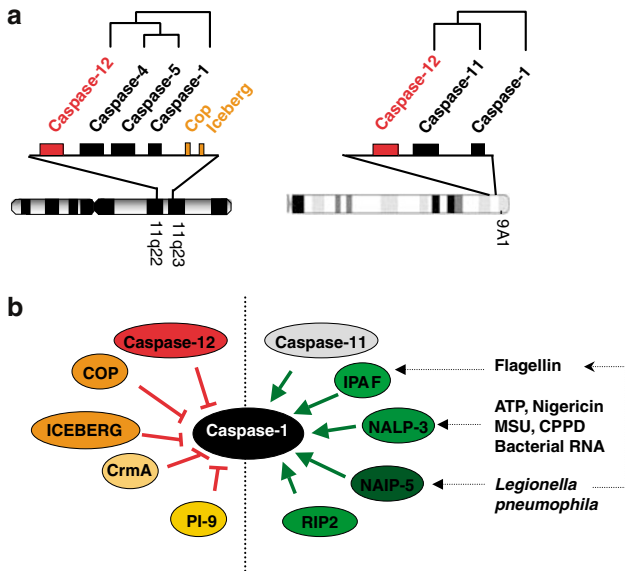 a
Caspase-12
Caspase-4
Caspase-5
Caspase-1
Cop
Iceberg
11q22
11q23
Caspase-12
Caspase-11
Caspase-1
9A1
b
Caspase-12
COP
ICEBERG
CrmA
PI-9
Caspase-1
Caspase-11
IPAF
NALP-3
NAIP-5
RIP2
Flagellin
ATP, Nigericin
MSU, CPPD
Bacterial RNA
Legionella
pneumophila